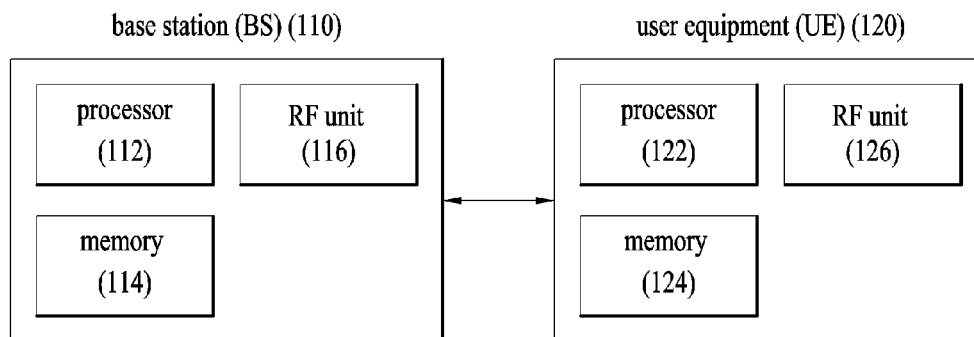 base station (BS) (110)
processor
(112)
RF unit
(116)
memory
(114)
user equipment (UE) (120)
processor
(122)
RF unit
(126)
memory
(124)